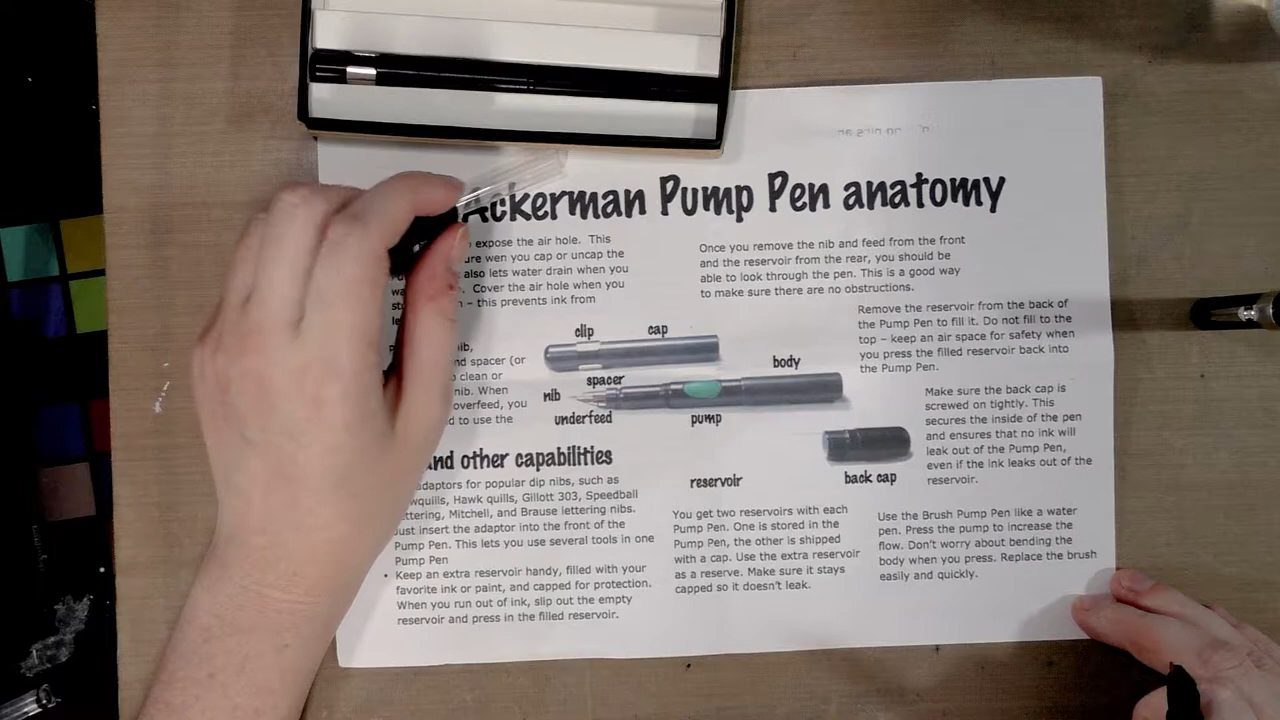 Ackerman Pump Pen anatomy
expose the air hole. This
wen you cap or uncap the
also lets water drain when you
Cover the air hole when you
– this prevents ink from
Once you remove the nib and feed from the front
and the reservoir from the rear, you should be
able to look through the pen. This is a good way
to make sure there are no obstructions.
Remove the reservoir from the back of
the Pump Pen to fill it. Do not fill to the
top – keep an air space for safety when
you press the filled reservoir back into
the Pump Pen.
clip cap
spacer
body
nib
underfeed
pump
and spacer (or
clean or
nib. When
overfeed, you
to use the
Make sure the back cap is
screwed on tightly. This
secures the inside of the pen
and ensures that no ink will
leak out of the Pump Pen,
even if the ink leaks out of the
reservoir.
reservoir
back cap
and other capabilities
adaptors for popular dip nibs, such as
Hawk quills, Gillott 303, Speedball
Mitchell, and Brause lettering nibs.
Just insert the adaptor into the front of the
Pump Pen. This lets you use several tools in one
Pump Pen
• Keep an extra reservoir handy, filled with your
favorite ink or paint, and capped for protection.
When you run out of ink, slip out the empty
reservoir and press in the filled reservoir.
You get two reservoirs with each
Pump Pen. One is stored in the
Pump Pen, the other is shipped
with a cap. Use the extra reservoir
as a reserve. Make sure it stays
capped so it doesn't leak.
Use the Brush Pump Pen like a water
pen. Press the pump to increase the
flow. Don't worry about bending the
body when you press. Replace the brush
easily and quickly.